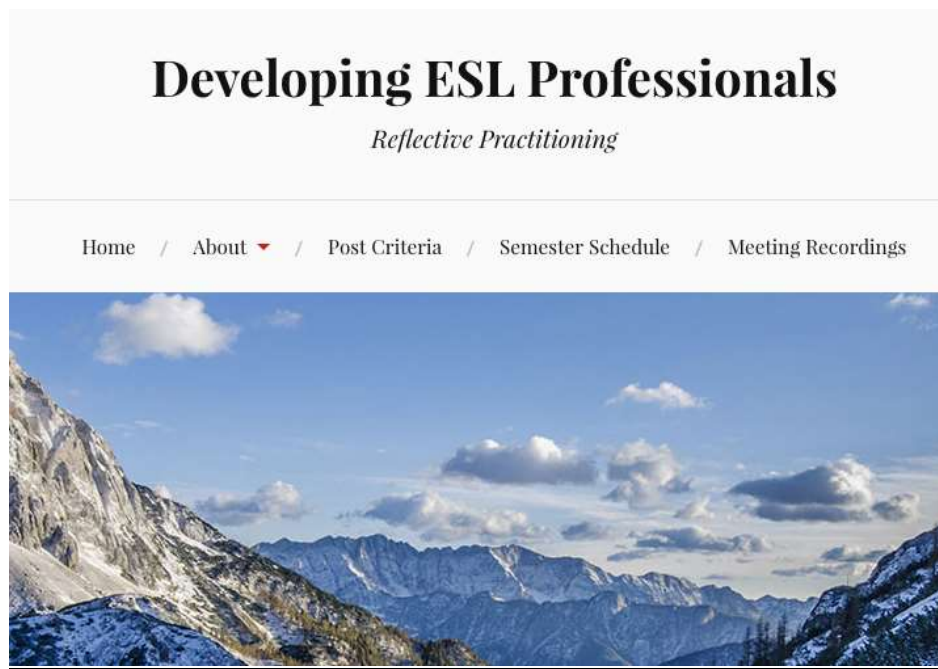 Developing ESL Professionals
Reflective Practitioning
Home / About / Post Criteria / Semester Schedule / Meeting Recordings